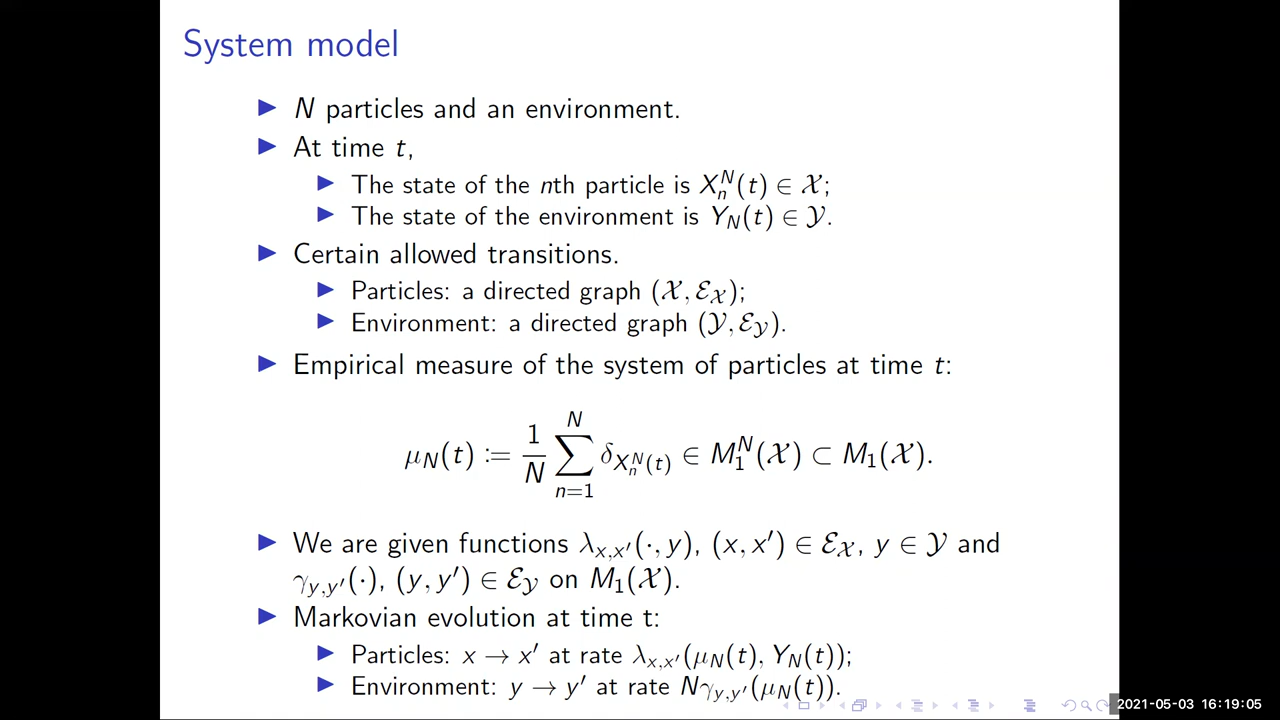 System model
▶ N particles and an environment.
▶ At time t,
▶ The state of the nth particle is X_n^N(t) ∈ 𝒳;
▶ The state of the environment is Y_N(t) ∈ 𝒴.
▶ Certain allowed transitions.
▶ Particles: a directed graph (𝒳, ℰ_𝒳);
▶ Environment: a directed graph (𝒴, ℰ_𝒴).
▶ Empirical measure of the system of particles at time t:
μ_N(t) := \frac{1}{N} \sum_{n=1}^{N} δ_{X_n^N(t)} ∈ M_1^N(𝒳) ⊂ M_1(𝒳).
▶ We are given functions λ_{x,x′}(·, y), (x, x′) ∈ ℰ_𝒳, y ∈ 𝒴 and
γ_{y,y′}(·), (y, y′) ∈ ℰ_𝒴 on M_1(𝒳).
▶ Markovian evolution at time t:
▶ Particles: x → x′ at rate λ_{x,x′}(μ_N(t), Y_N(t));
▶ Environment: y → y′ at rate Nγ_{y,y′}(μ_N(t)).
2021-05-03 16:19:05